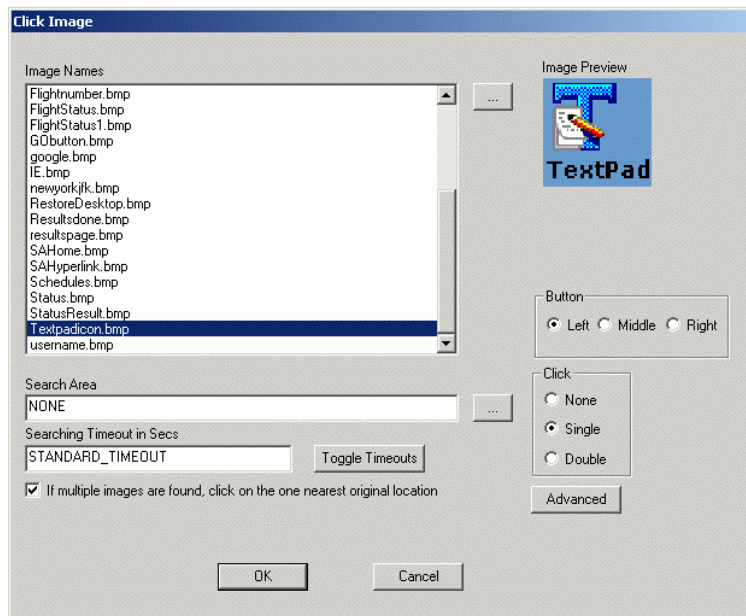 Click Image
Image Names
Flightnumber.bmp
FlightStatus.bmp
FlightStatus1.bmp
GObutton.bmp
google.bmp
IE.bmp
newyorkjfk.bmp
RestoreDesktop.bmp
Resultsdone.bmp
resultspage.bmp
SAHome.bmp
SAHyperlink.bmp
Schedules.bmp
Status.bmp
StatusResult.bmp
Textpadicon.bmp
username.bmp
...
Image Preview
T
TextPad
Button
Left Middle Right
Search Area
NONE
...
Click
None
Single
Double
Searching Timeout in Secs
STANDARD_TIMEOUT
Toggle Timeouts
If multiple images are found, click on the one nearest original location
Advanced
OK Cancel